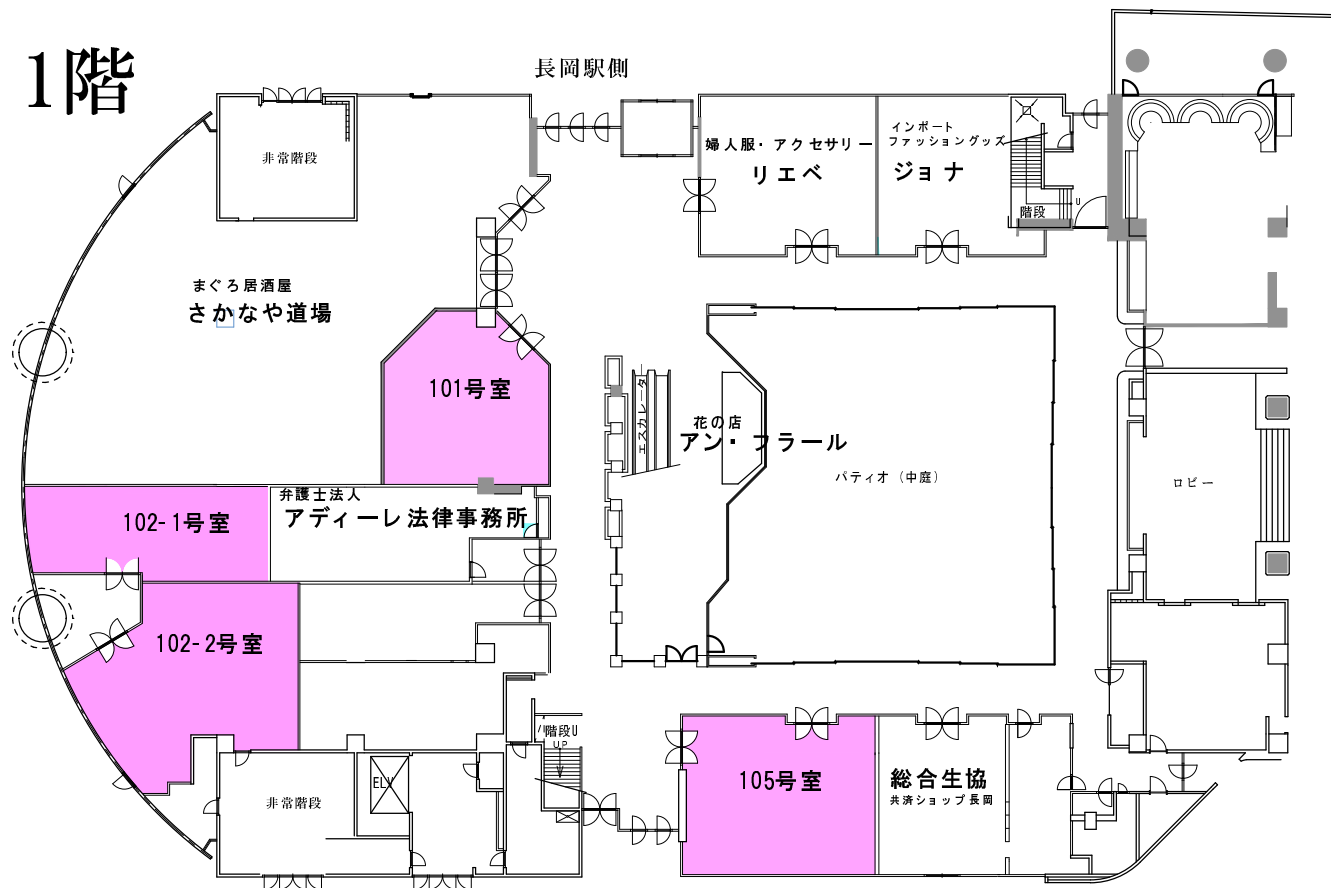 1階
長岡駅側
非常階段
婦人服・アクセサリー
リエベ
インポート
ファッショングッズ
ジョナ
階段
U
まぐろ居酒屋
さかなや道場
101号室
エスカレーター
花の店
アン・フラール
パティオ（中庭）
ロビー
102-1号室
弁護士法人
アディーレ法律事務所
102-2号室
階段U
UP
非常階段
ELV
105号室
総合生協
共済ショップ長岡